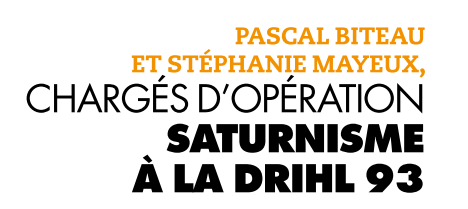 PASCAL BITEAU
ET STÉPHANIE MAYEUX,
CHARGÉS D'OPÉRATION
SATURNISME
À LA DRIHL 93